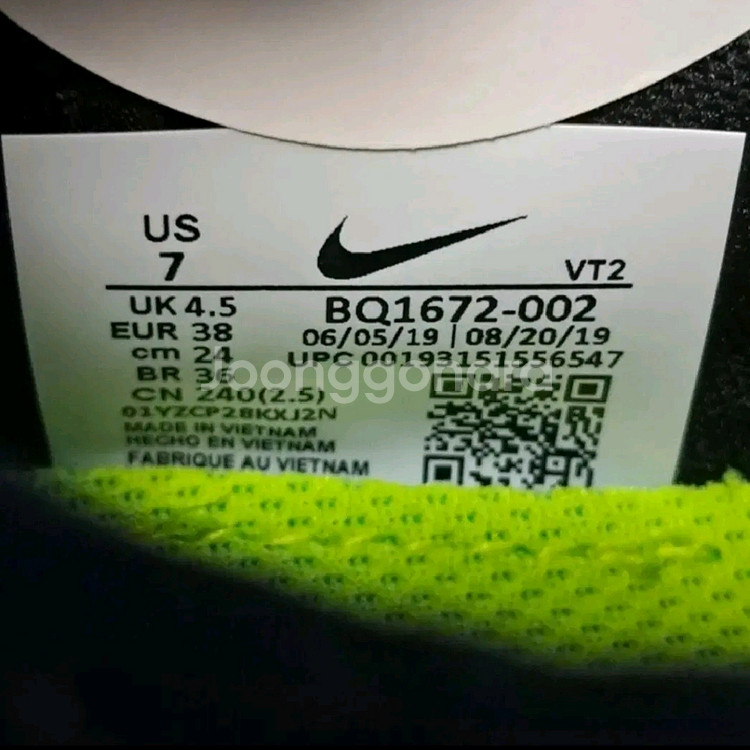 US
7
VT2
UK 4.5
BQ1672-002
EUR 38
06/05/19 | 08/20/19
cm 24
UPC 00193151556547
BR 36
Joonggonara
CN 240(2.5)
01YZCP28KXJ2N
MADE IN VIETNAM
HECHO EN VIETNAM
FABRIQUE AU VIETNAM